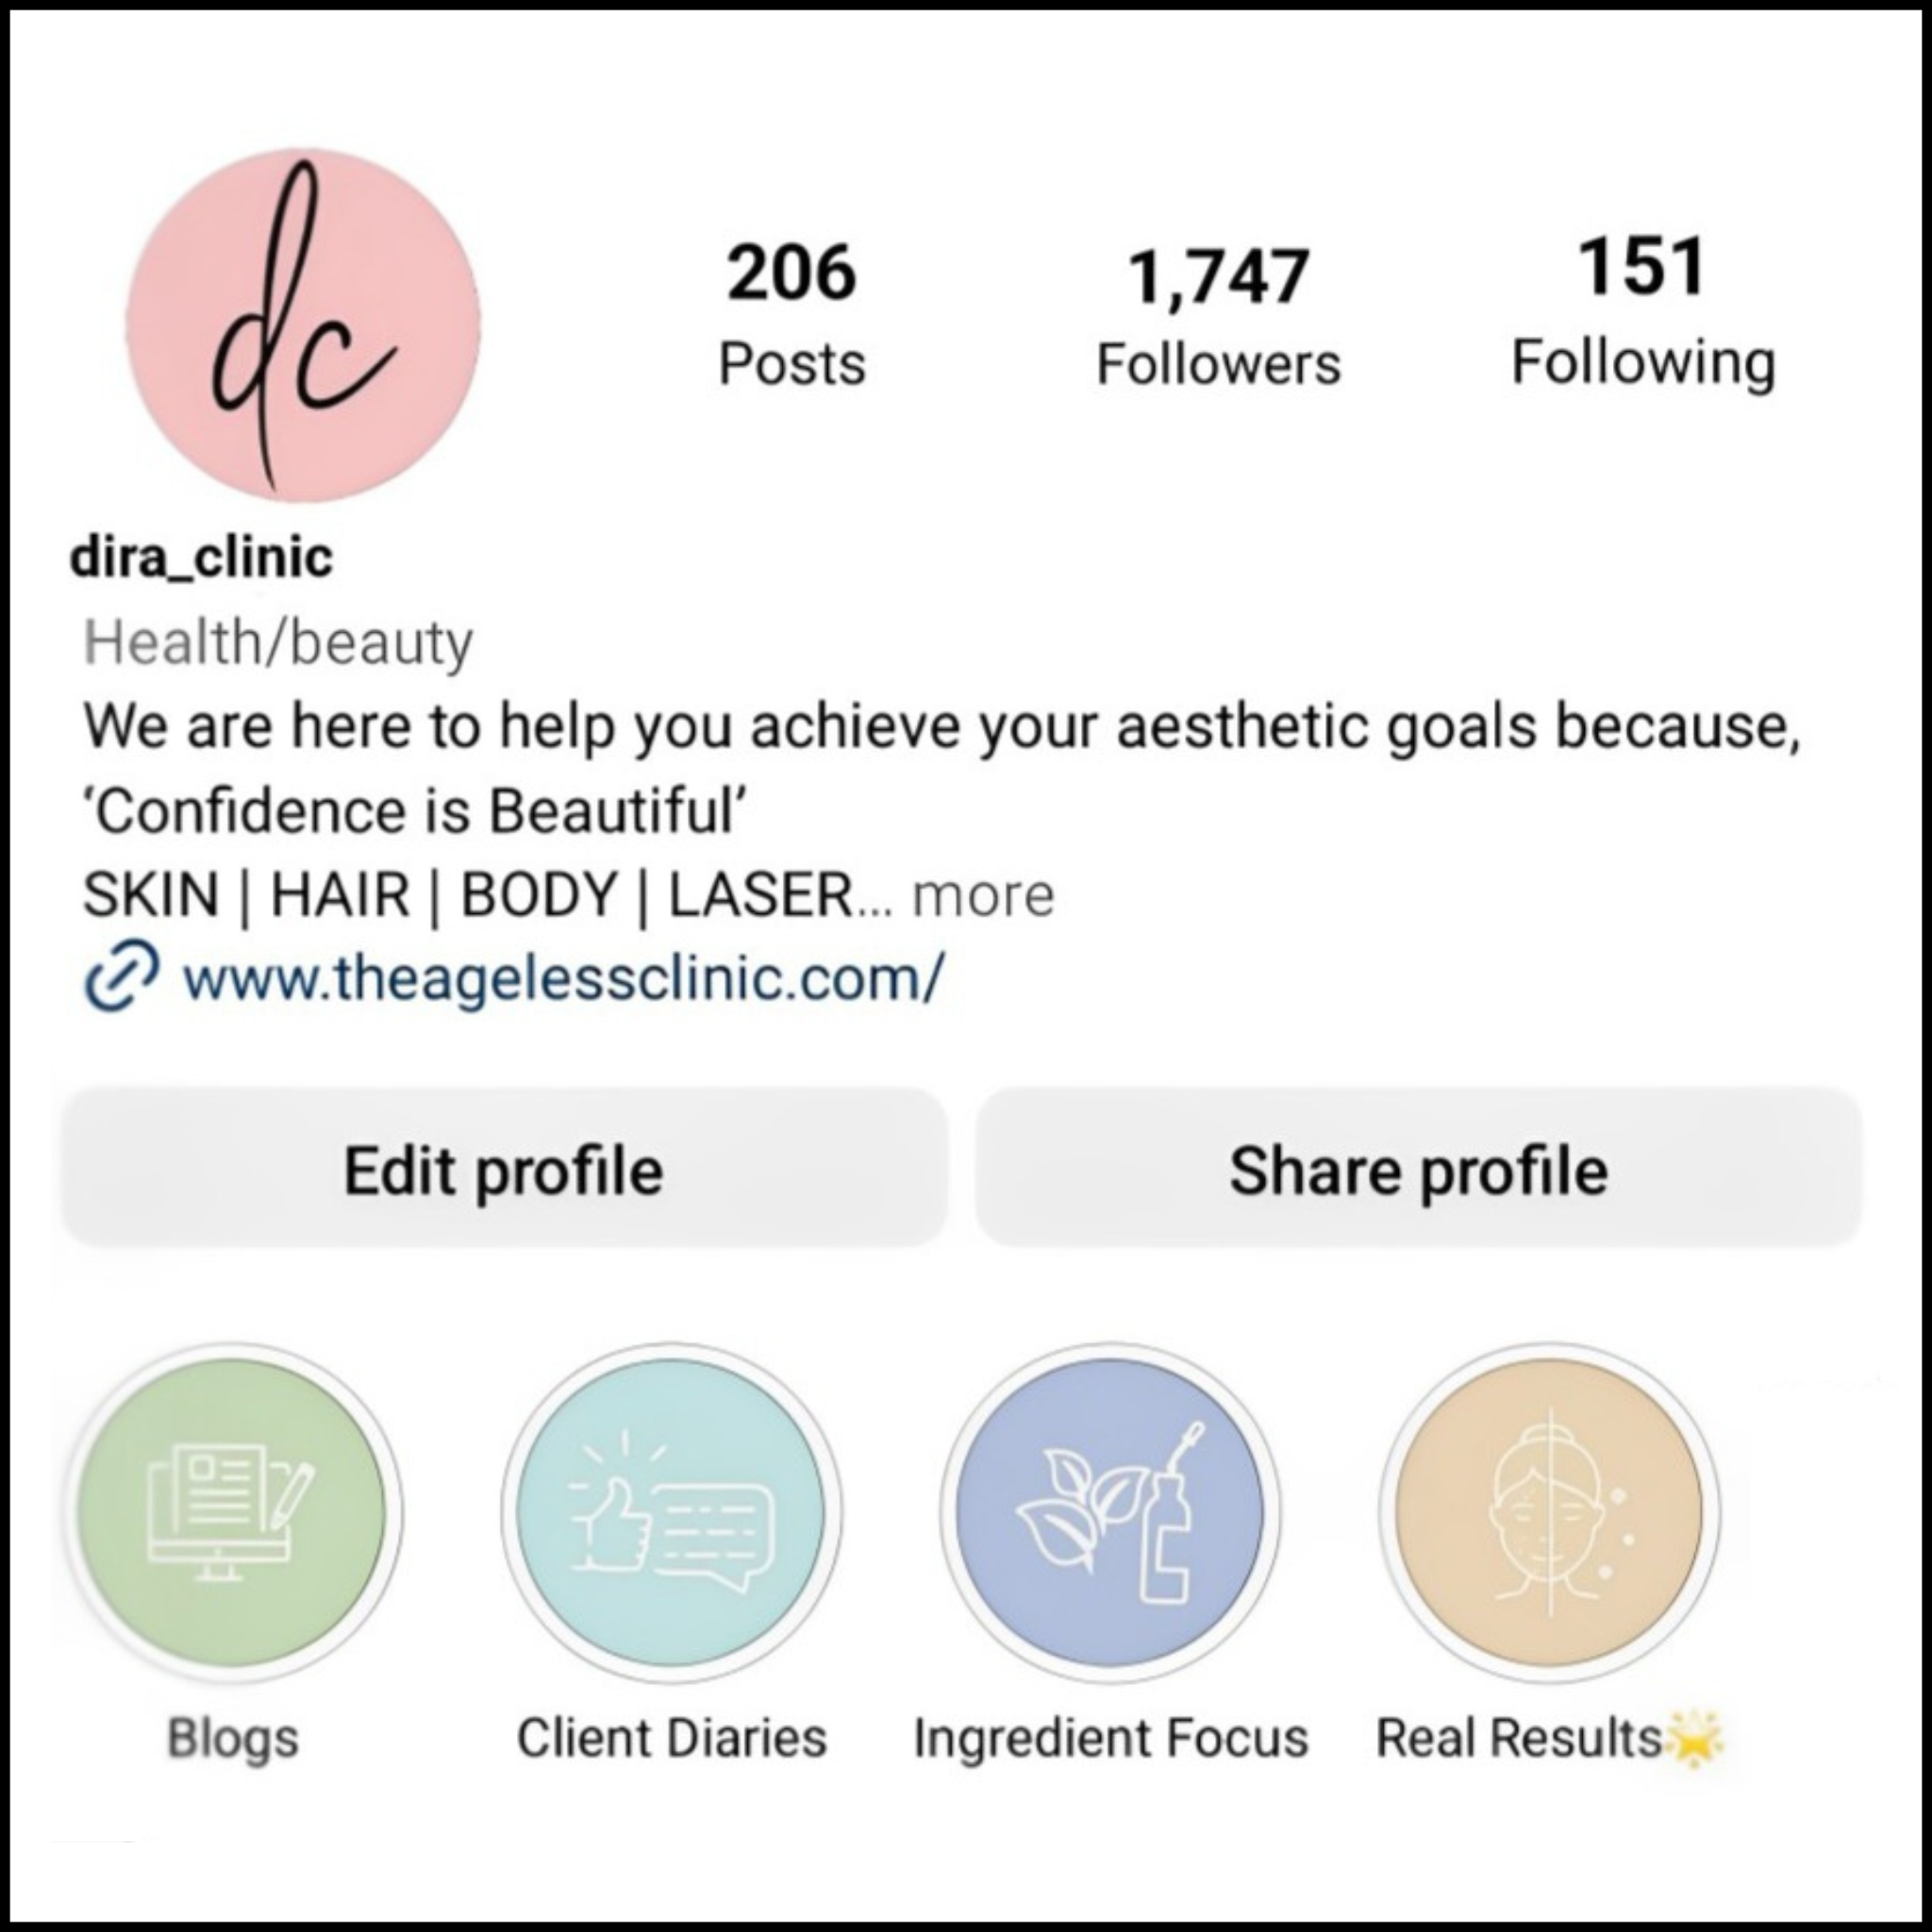 dc
206
Posts
1,747
Followers
151
Following
dira_clinic
Health/beauty
We are here to help you achieve your aesthetic goals because,
‘Confidence is Beautiful’
SKIN | HAIR | BODY | LASER... more
www.theagelessclinic.com/
Edit profile
Share profile
Blogs
Client Diaries
Ingredient Focus
Real Results🌟